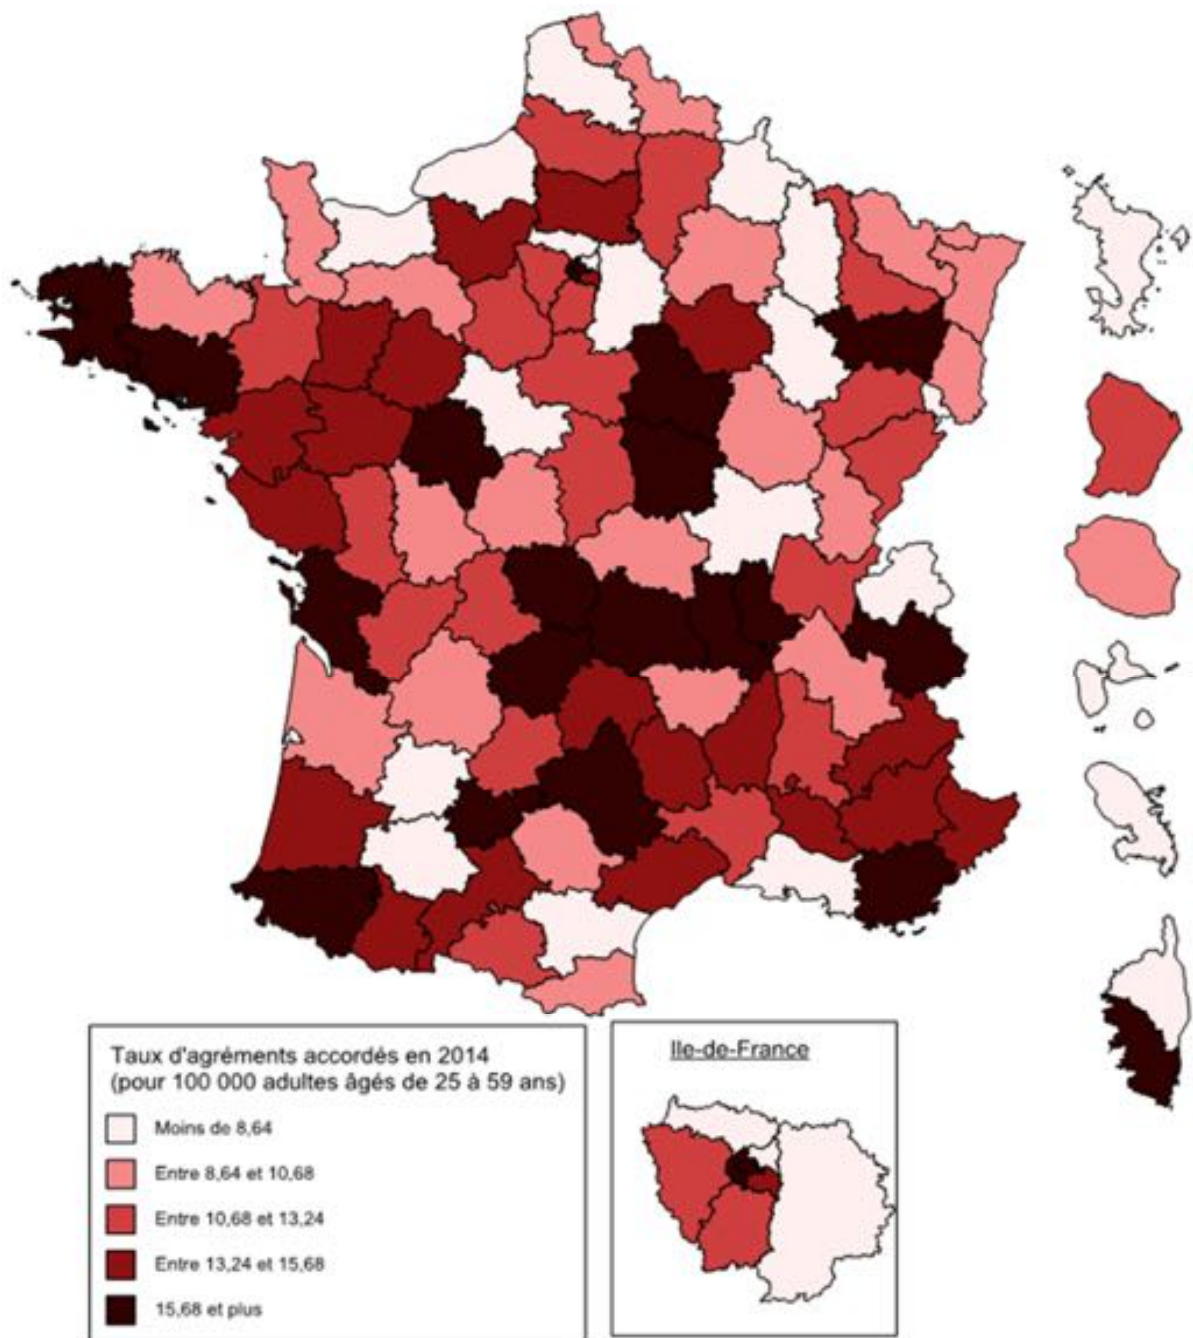 Taux d'agréments accordés en 2014
(pour 100 000 adultes âgés de 25 à 59 ans)
Moins de 8,64
Entre 8,64 et 10,68
Entre 10,68 et 13,24
Entre 13,24 et 15,68
15,68 et plus
Ile-de-France